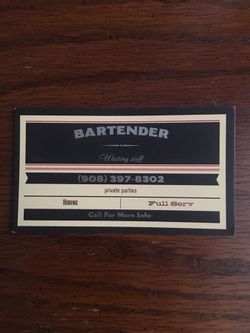 BARTENDER
Waiting staff
(908) 397-8302
private parties
HIRING Full Serv
Call For More Info